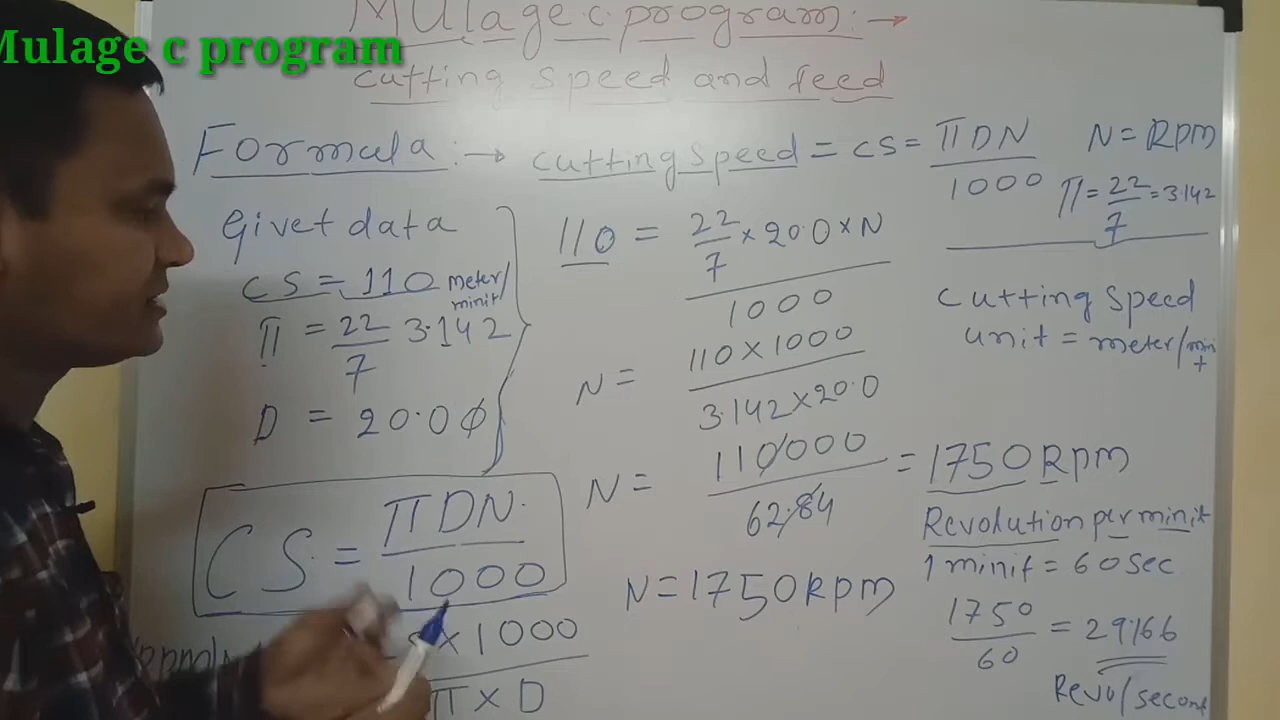 Mulage c program:→
Mulage c program
cutting speed and feed
Formula:→ cutting speed = CS = πDN / 1000
N = Rpm
π = 22/7 = 3.142
Givet data
CS = 110 meter/minit
π = 22/7 3.142
D = 20.0Φ
CS = πDN / 1000
×1000
π × D
110 = 22/7 × 20.0 × N / 1000
N = 110×1000 / 3.142×20.0
N = 110000 / 62.84 = 1750 Rpm
N = 1750 Rpm
cutting speed
unit = meter/mint
Revolution per minit
1 minit = 60 sec
1750 / 60 = 29.166
Revo/second